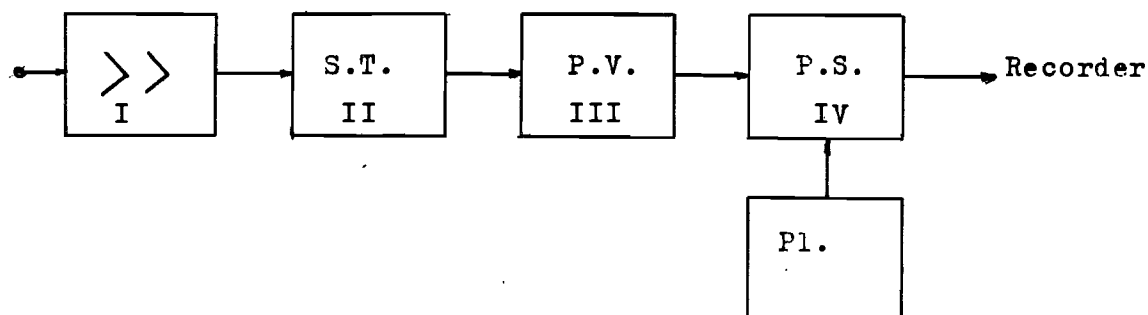 >>
I
S.T.
II
P.V.
III
P.S.
IV
Recorder
Pl.